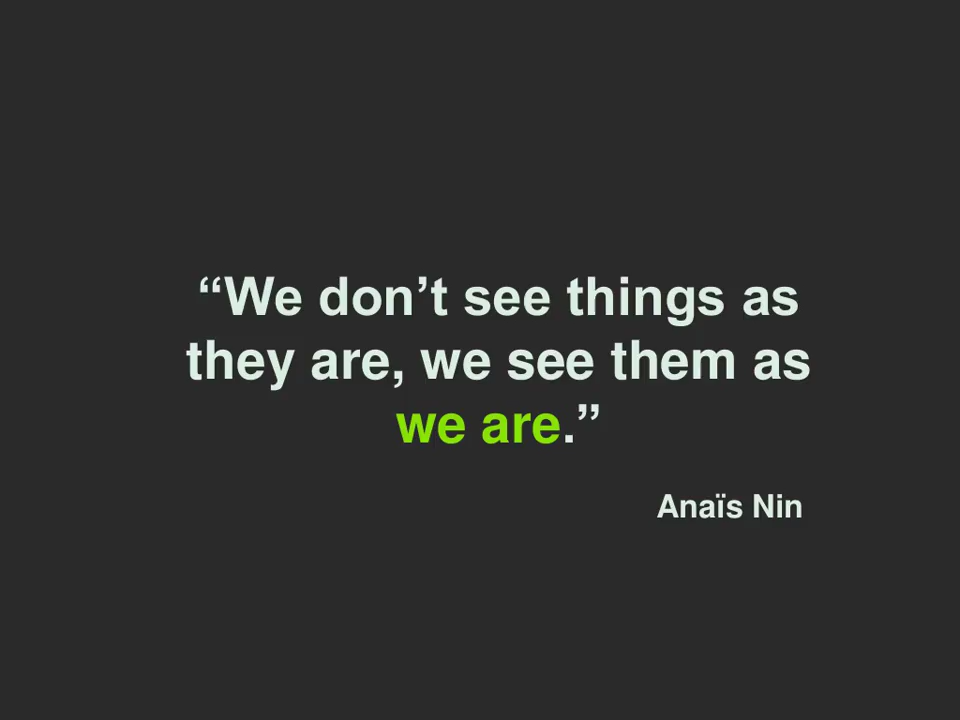 “We don’t see things as
they are, we see them as
we are.”
Anaïs Nin